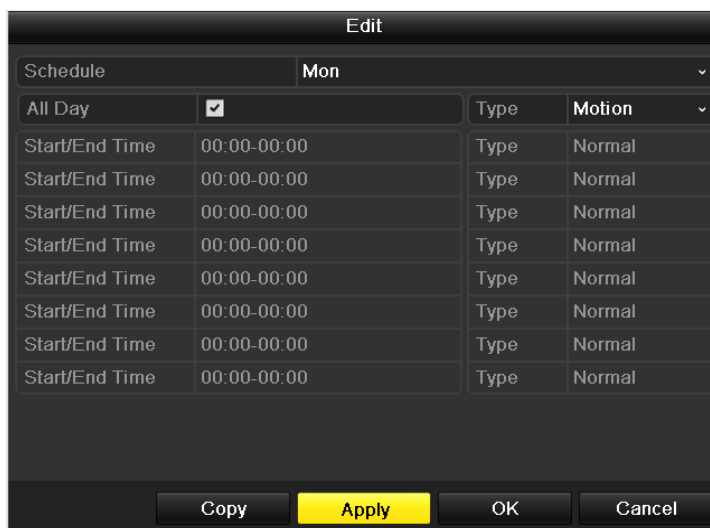 Edit
Schedule Mon
All Day Type Motion
Start/End Time 00:00-00:00 Type Normal
Start/End Time 00:00-00:00 Type Normal
Start/End Time 00:00-00:00 Type Normal
Start/End Time 00:00-00:00 Type Normal
Start/End Time 00:00-00:00 Type Normal
Start/End Time 00:00-00:00 Type Normal
Start/End Time 00:00-00:00 Type Normal
Start/End Time 00:00-00:00 Type Normal
Copy Apply OK Cancel